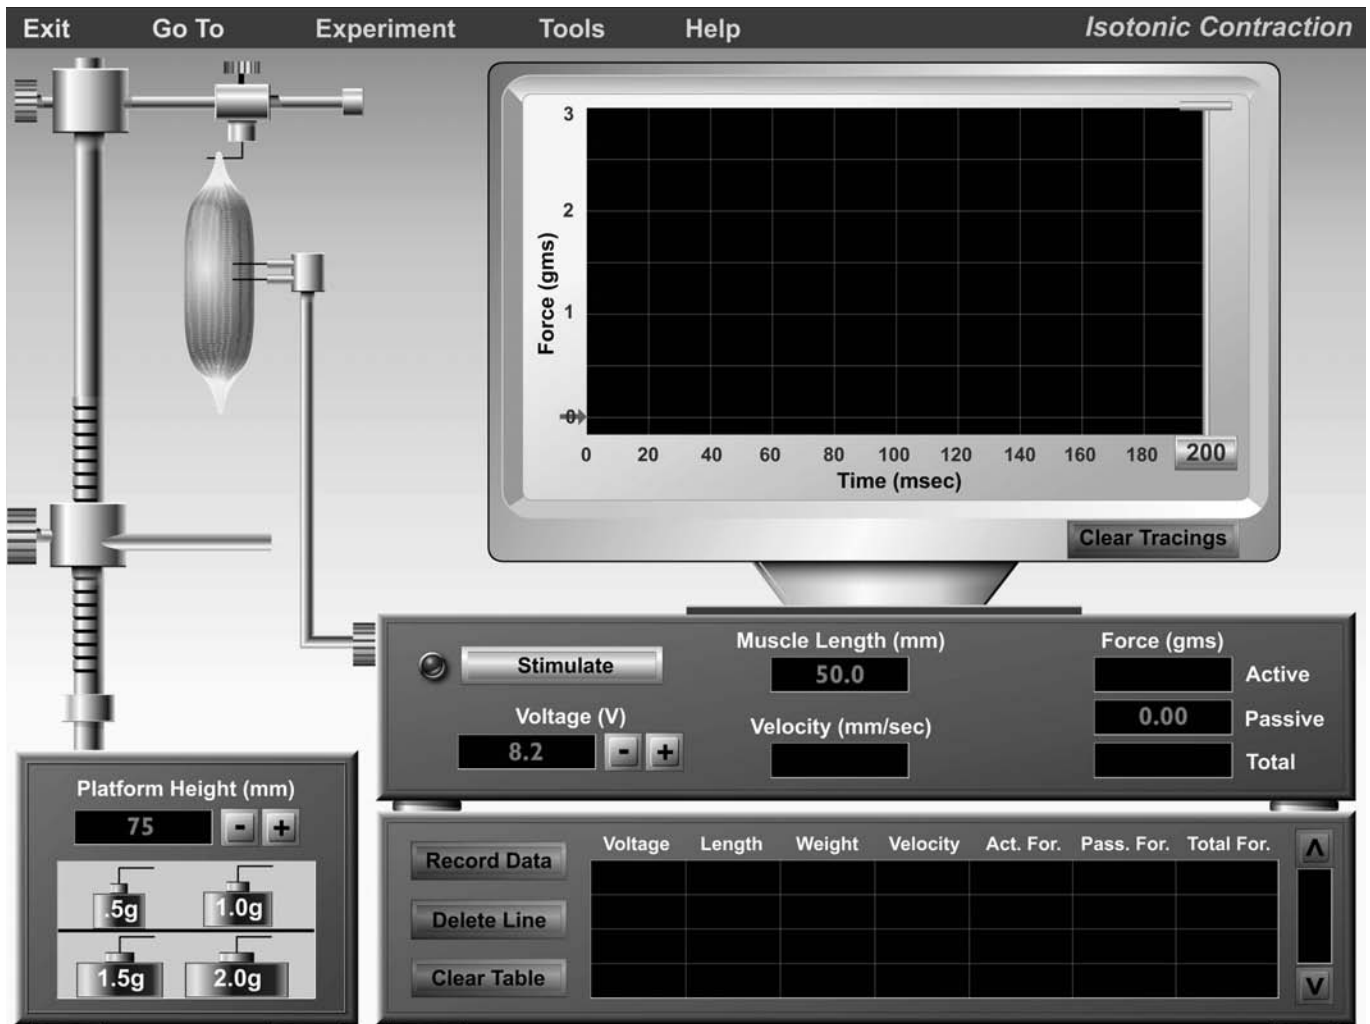 Exit Go To Experiment Tools Help Isotonic Contraction
3
2
1
0
Force (gms)
0 20 40 60 80 100 120 140 160 180 200
Time (msec)
Clear Tracings
Stimulate
Voltage (V)
8.2 - +
Muscle Length (mm)
50.0
Velocity (mm/sec)
Force (gms)
Active
0.00 Passive
Total
Platform Height (mm)
75 - +
.5g 1.0g
1.5g 2.0g
Record Data
Delete Line
Clear Table
Voltage Length Weight Velocity Act. For. Pass. For. Total For.